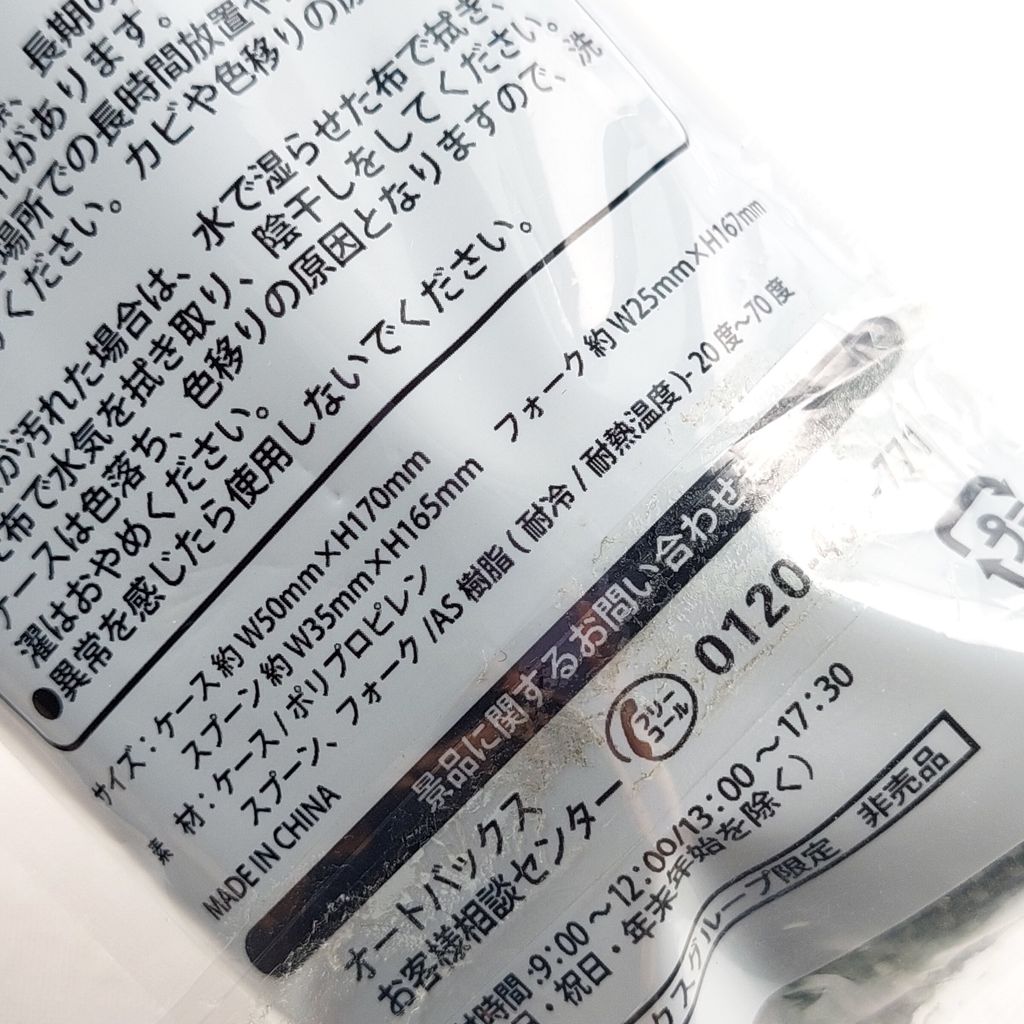 長期の
があります。
場所での長時間放置や
ください。 カビや色移りの原
が汚れた場合は、水で湿らせた布で拭き、
布で水気を拭き取り、陰干しをしてください。
ケースは色落ち、色移りの原因となりますので、洗
濯はおやめください。
●異常を感じたら使用しないでください。
サイズ：ケース約W50mm×H170mm
スプーン約W35mm×H165mm フォーク約W25mm×H167mm
素 材：ケース/ポリプロピレン
スプーン、フォーク/AS樹脂(耐冷/耐熱温度)-20度～70度
MADE IN CHINA
景品に関するお問い合わせ
オートバックス
お客様相談センター
フリーコール
0120
時間:9:00～12:00/13:00～17:30
・祝日・年末年始を除く)
クスグループ限定 非売品
771
プラ